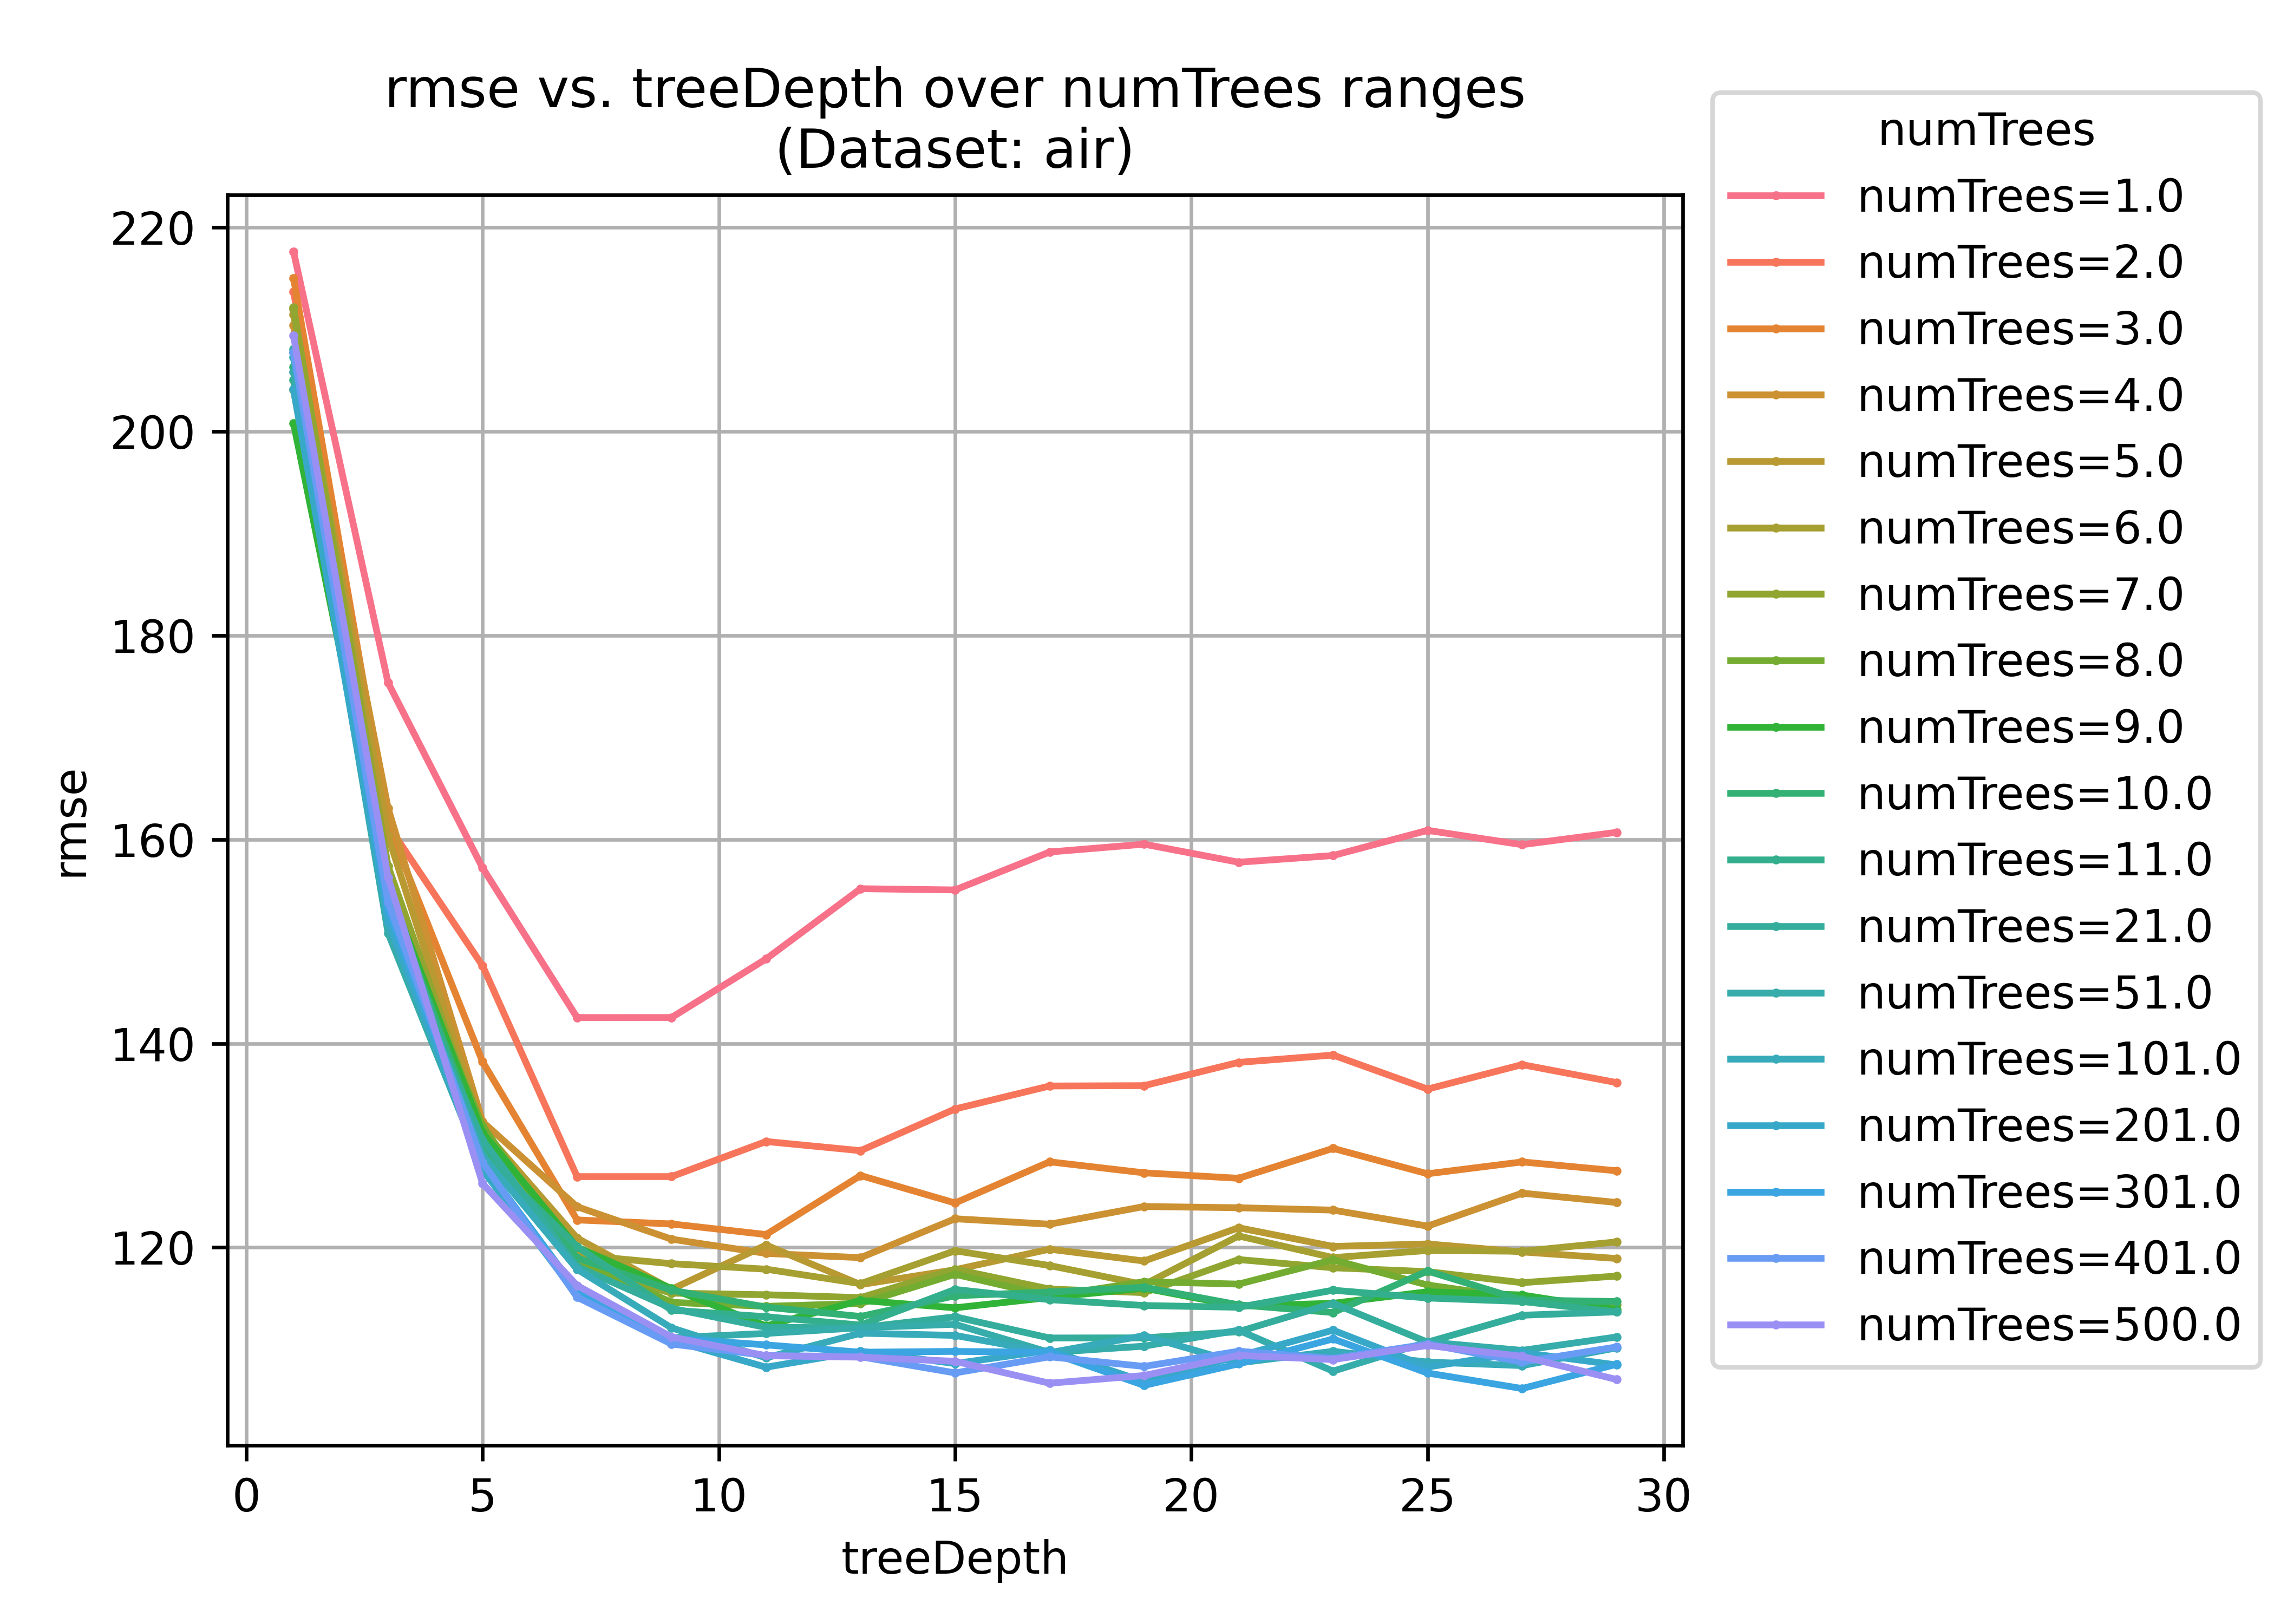 rmse vs. treeDepth over numTrees ranges
(Dataset: air)
rmse
220
200
180
160
140
120
0 5 10 15 20 25 30
treeDepth
numTrees
numTrees=1.0
numTrees=2.0
numTrees=3.0
numTrees=4.0
numTrees=5.0
numTrees=6.0
numTrees=7.0
numTrees=8.0
numTrees=9.0
numTrees=10.0
numTrees=11.0
numTrees=21.0
numTrees=51.0
numTrees=101.0
numTrees=201.0
numTrees=301.0
numTrees=401.0
numTrees=500.0